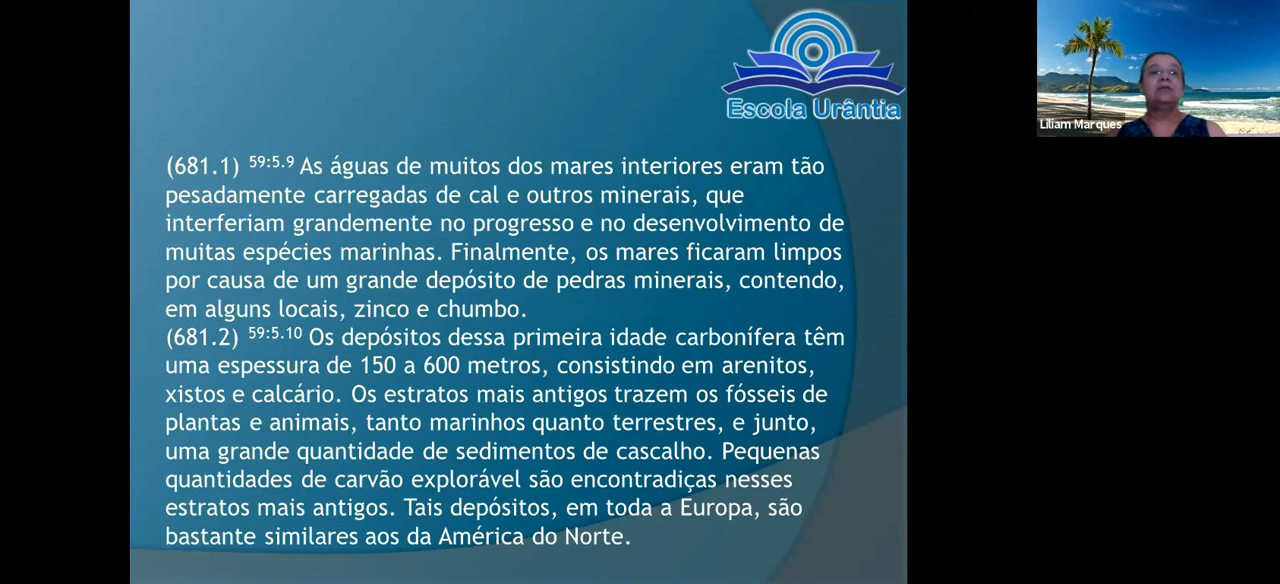 Escola Urântia
Liliam Marques
(681.1) 59:5.9 As águas de muitos dos mares interiores eram tão
pesadamente carregadas de cal e outros minerais, que
interferiam grandemente no progresso e no desenvolvimento de
muitas espécies marinhas. Finalmente, os mares ficaram limpos
por causa de um grande depósito de pedras minerais, contendo,
em alguns locais, zinco e chumbo.
(681.2) 59:5.10 Os depósitos dessa primeira idade carbonífera têm
uma espessura de 150 a 600 metros, consistindo em arenitos,
xistos e calcário. Os estratos mais antigos trazem os fósseis de
plantas e animais, tanto marinhos quanto terrestres, e junto,
uma grande quantidade de sedimentos de cascalho. Pequenas
quantidades de carvão explorável são encontradiças nesses
estratos mais antigos. Tais depósitos, em toda a Europa, são
bastante similares aos da América do Norte.